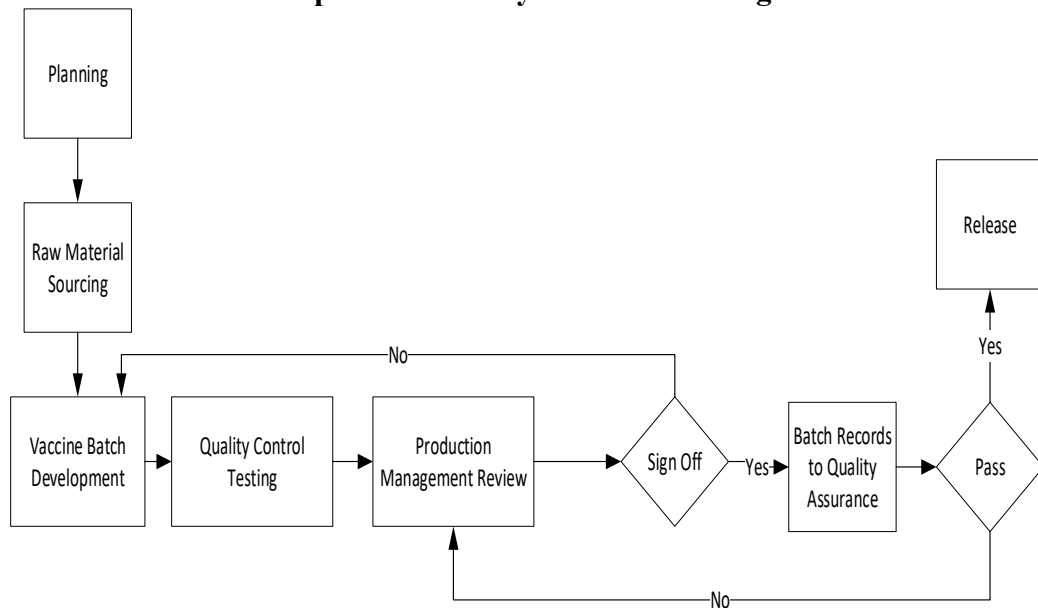 Planning
Raw Material
Sourcing
Release
Yes
No
Vaccine Batch
Development
Quality Control
Testing
Production
Management Review
Sign Off
Yes
Batch Records
to Quality
Assurance
Pass
No